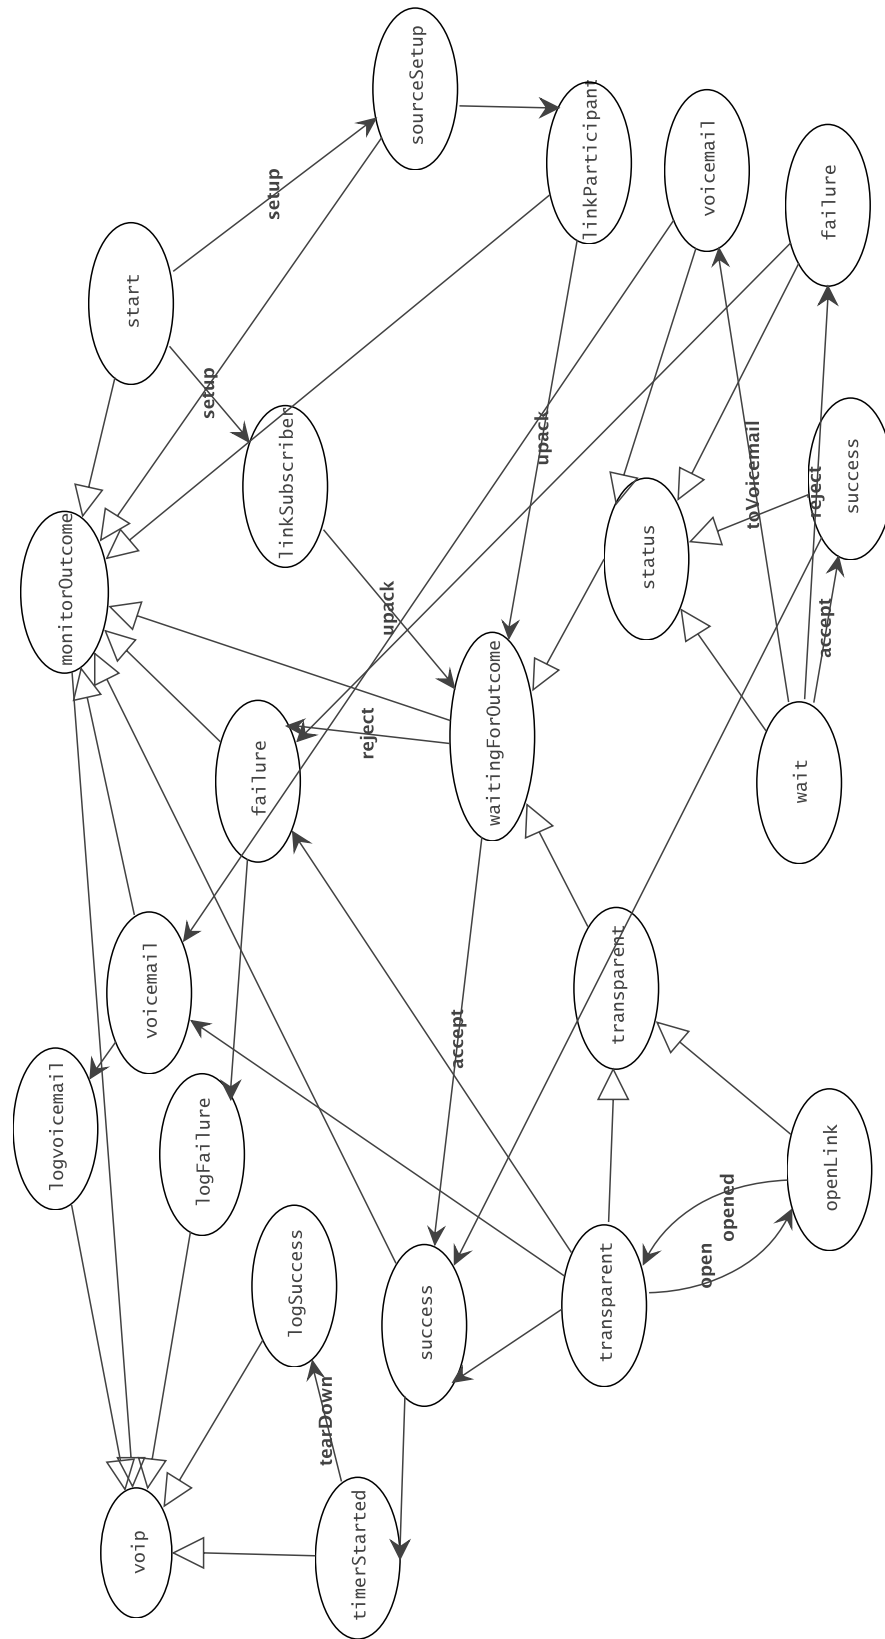 sourceSetup
linkParticipant
setup
voicemail
failure
start
setup
linkSubscriber
upack
toVoicemail
reject
success
status
monitorOutcome
upack
accept
waitingForOutcome
reject
failure
wait
voicemail
transparent
accept
logvoicemail
logFailure
opened
openLink
open
logSuccess
success
transparent
tearDown
voip
timerStarted